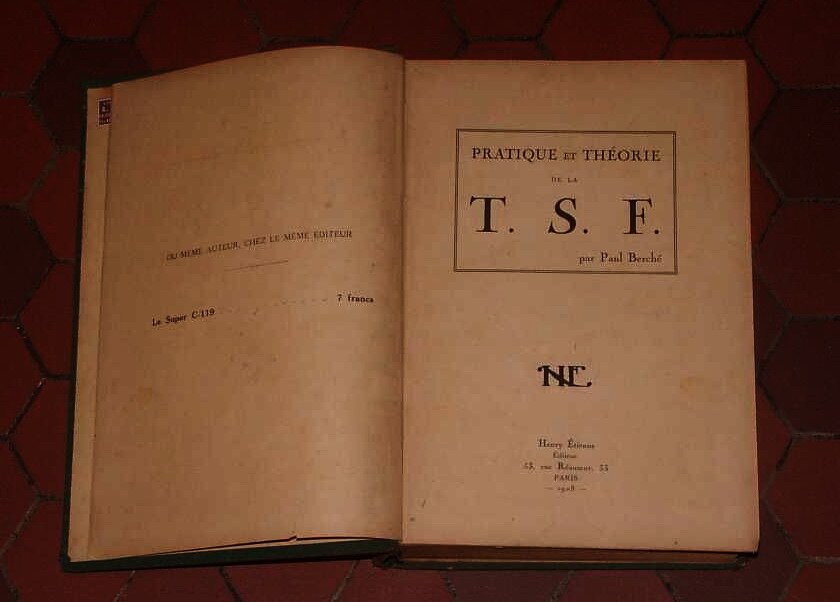 DU MÊME AUTEUR, CHEZ LE MÊME ÉDITEUR
Le Super C-119 . . . . . . . . 7 francs
PRATIQUE ET THÉORIE
DE LA
T. S. F.
par Paul Berché
Henry Étienne
Éditeur
53, rue Réaumur, 53
PARIS
— 1928 —